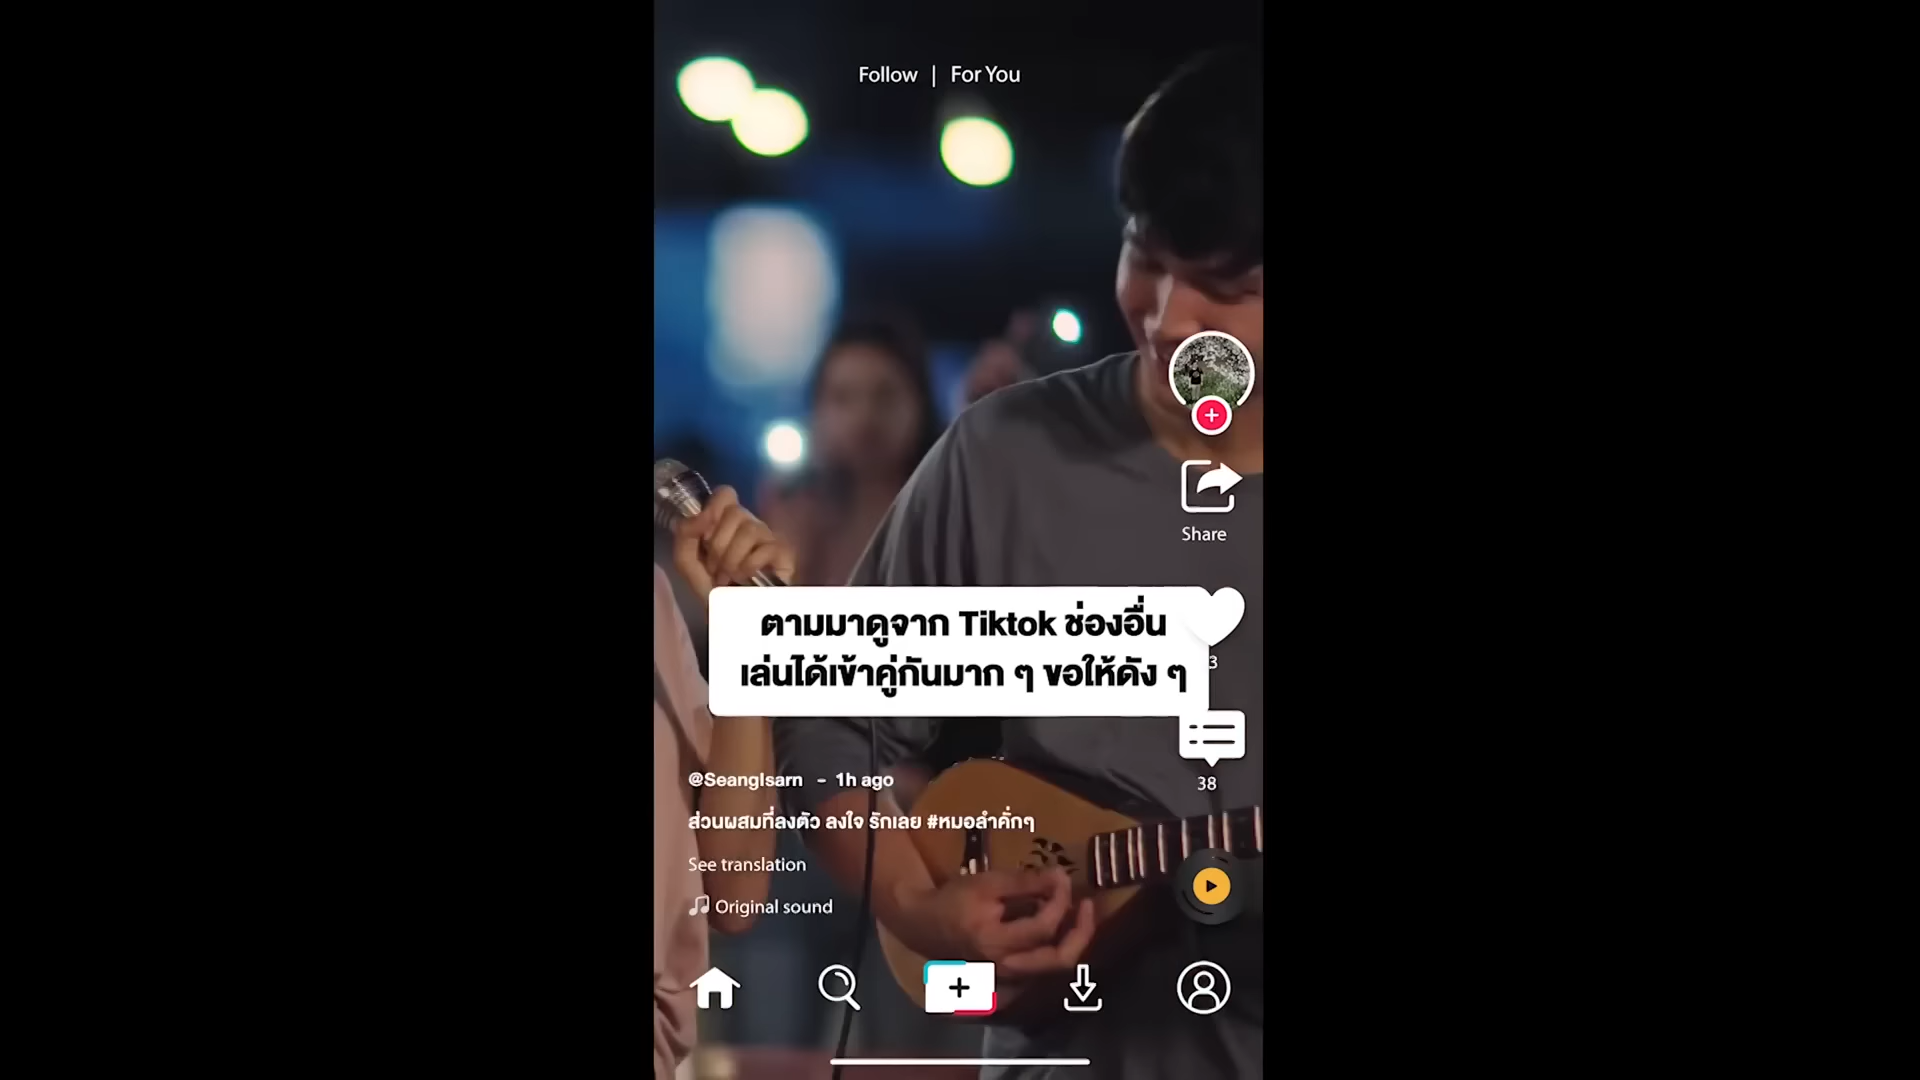 Follow | For You
Share
ตามมาดูจาก Tiktok ช่องอื่น
เล่นได้เข้าคู่กันมาก ๆ ขอให้ดัง ๆ
3
38
@SeangIsarn - 1h ago
ส่วนผสมที่ลงตัว ลงใจ รักเลย #หมอลำคั่กๆ
See translation
Original sound